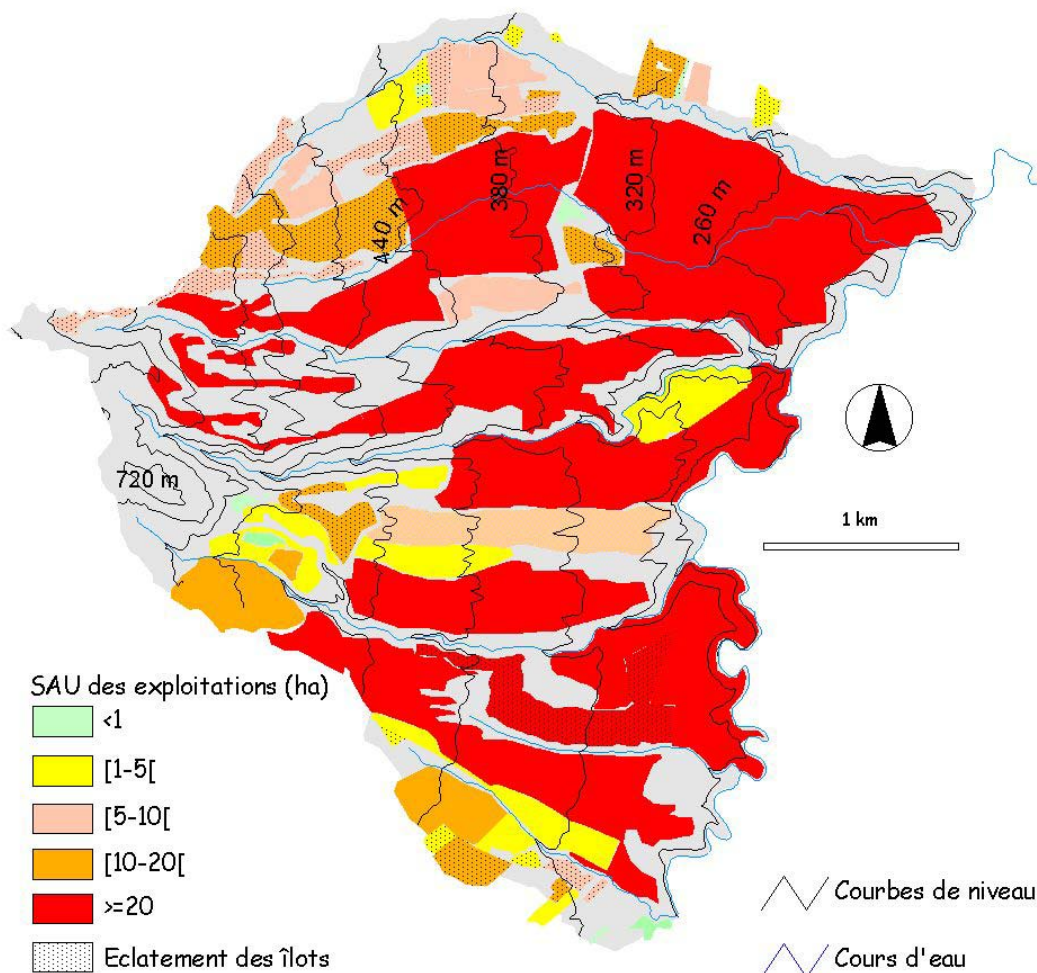 380 m
320 m
440 m
260 m
720 m
1 km
SAU des exploitations (ha)
<1
[1-5[
[5-10[
[10-20[
>=20
Eclatement des îlots
Courbes de niveau
Cours d'eau